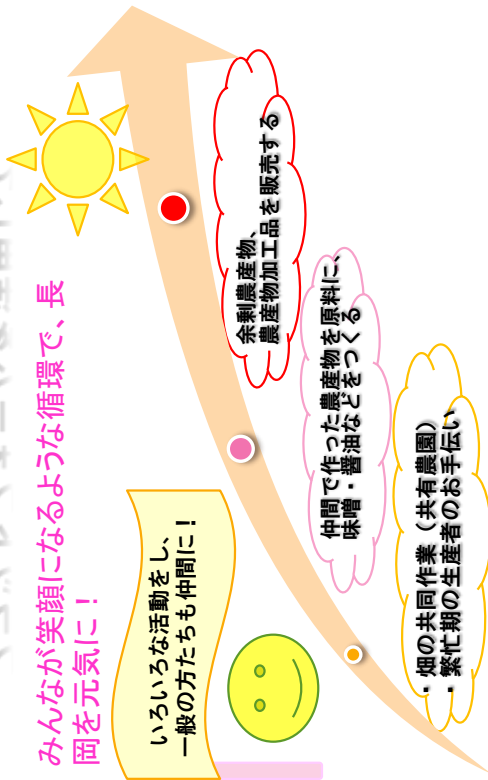 みんなが笑顔になるような循環で、長
岡を元気に！
いろいろな活動をし、
一般の方たちも仲間に！
余剰農産物、
農産物加工品を販売する
仲間で作った農産物を原料に、
味噌・醤油などをつくる
・畑の共同作業（共有農園）
・繁忙期の生産者のお手伝い